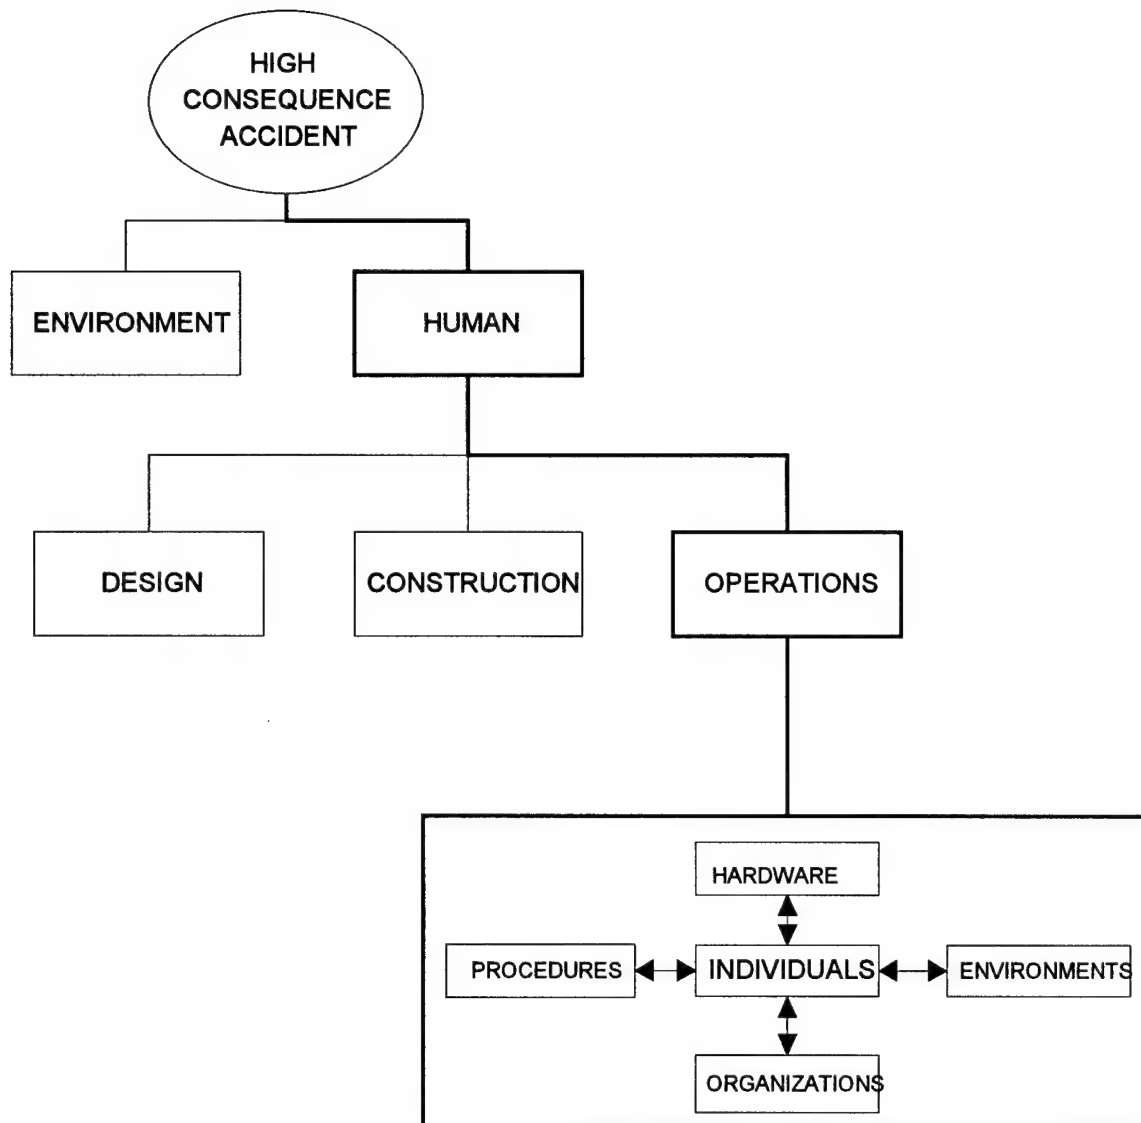 HIGH
CONSEQUENCE
ACCIDENT
ENVIRONMENT
HUMAN
DESIGN
CONSTRUCTION
OPERATIONS
HARDWARE
PROCEDURES
INDIVIDUALS
ENVIRONMENTS
ORGANIZATIONS